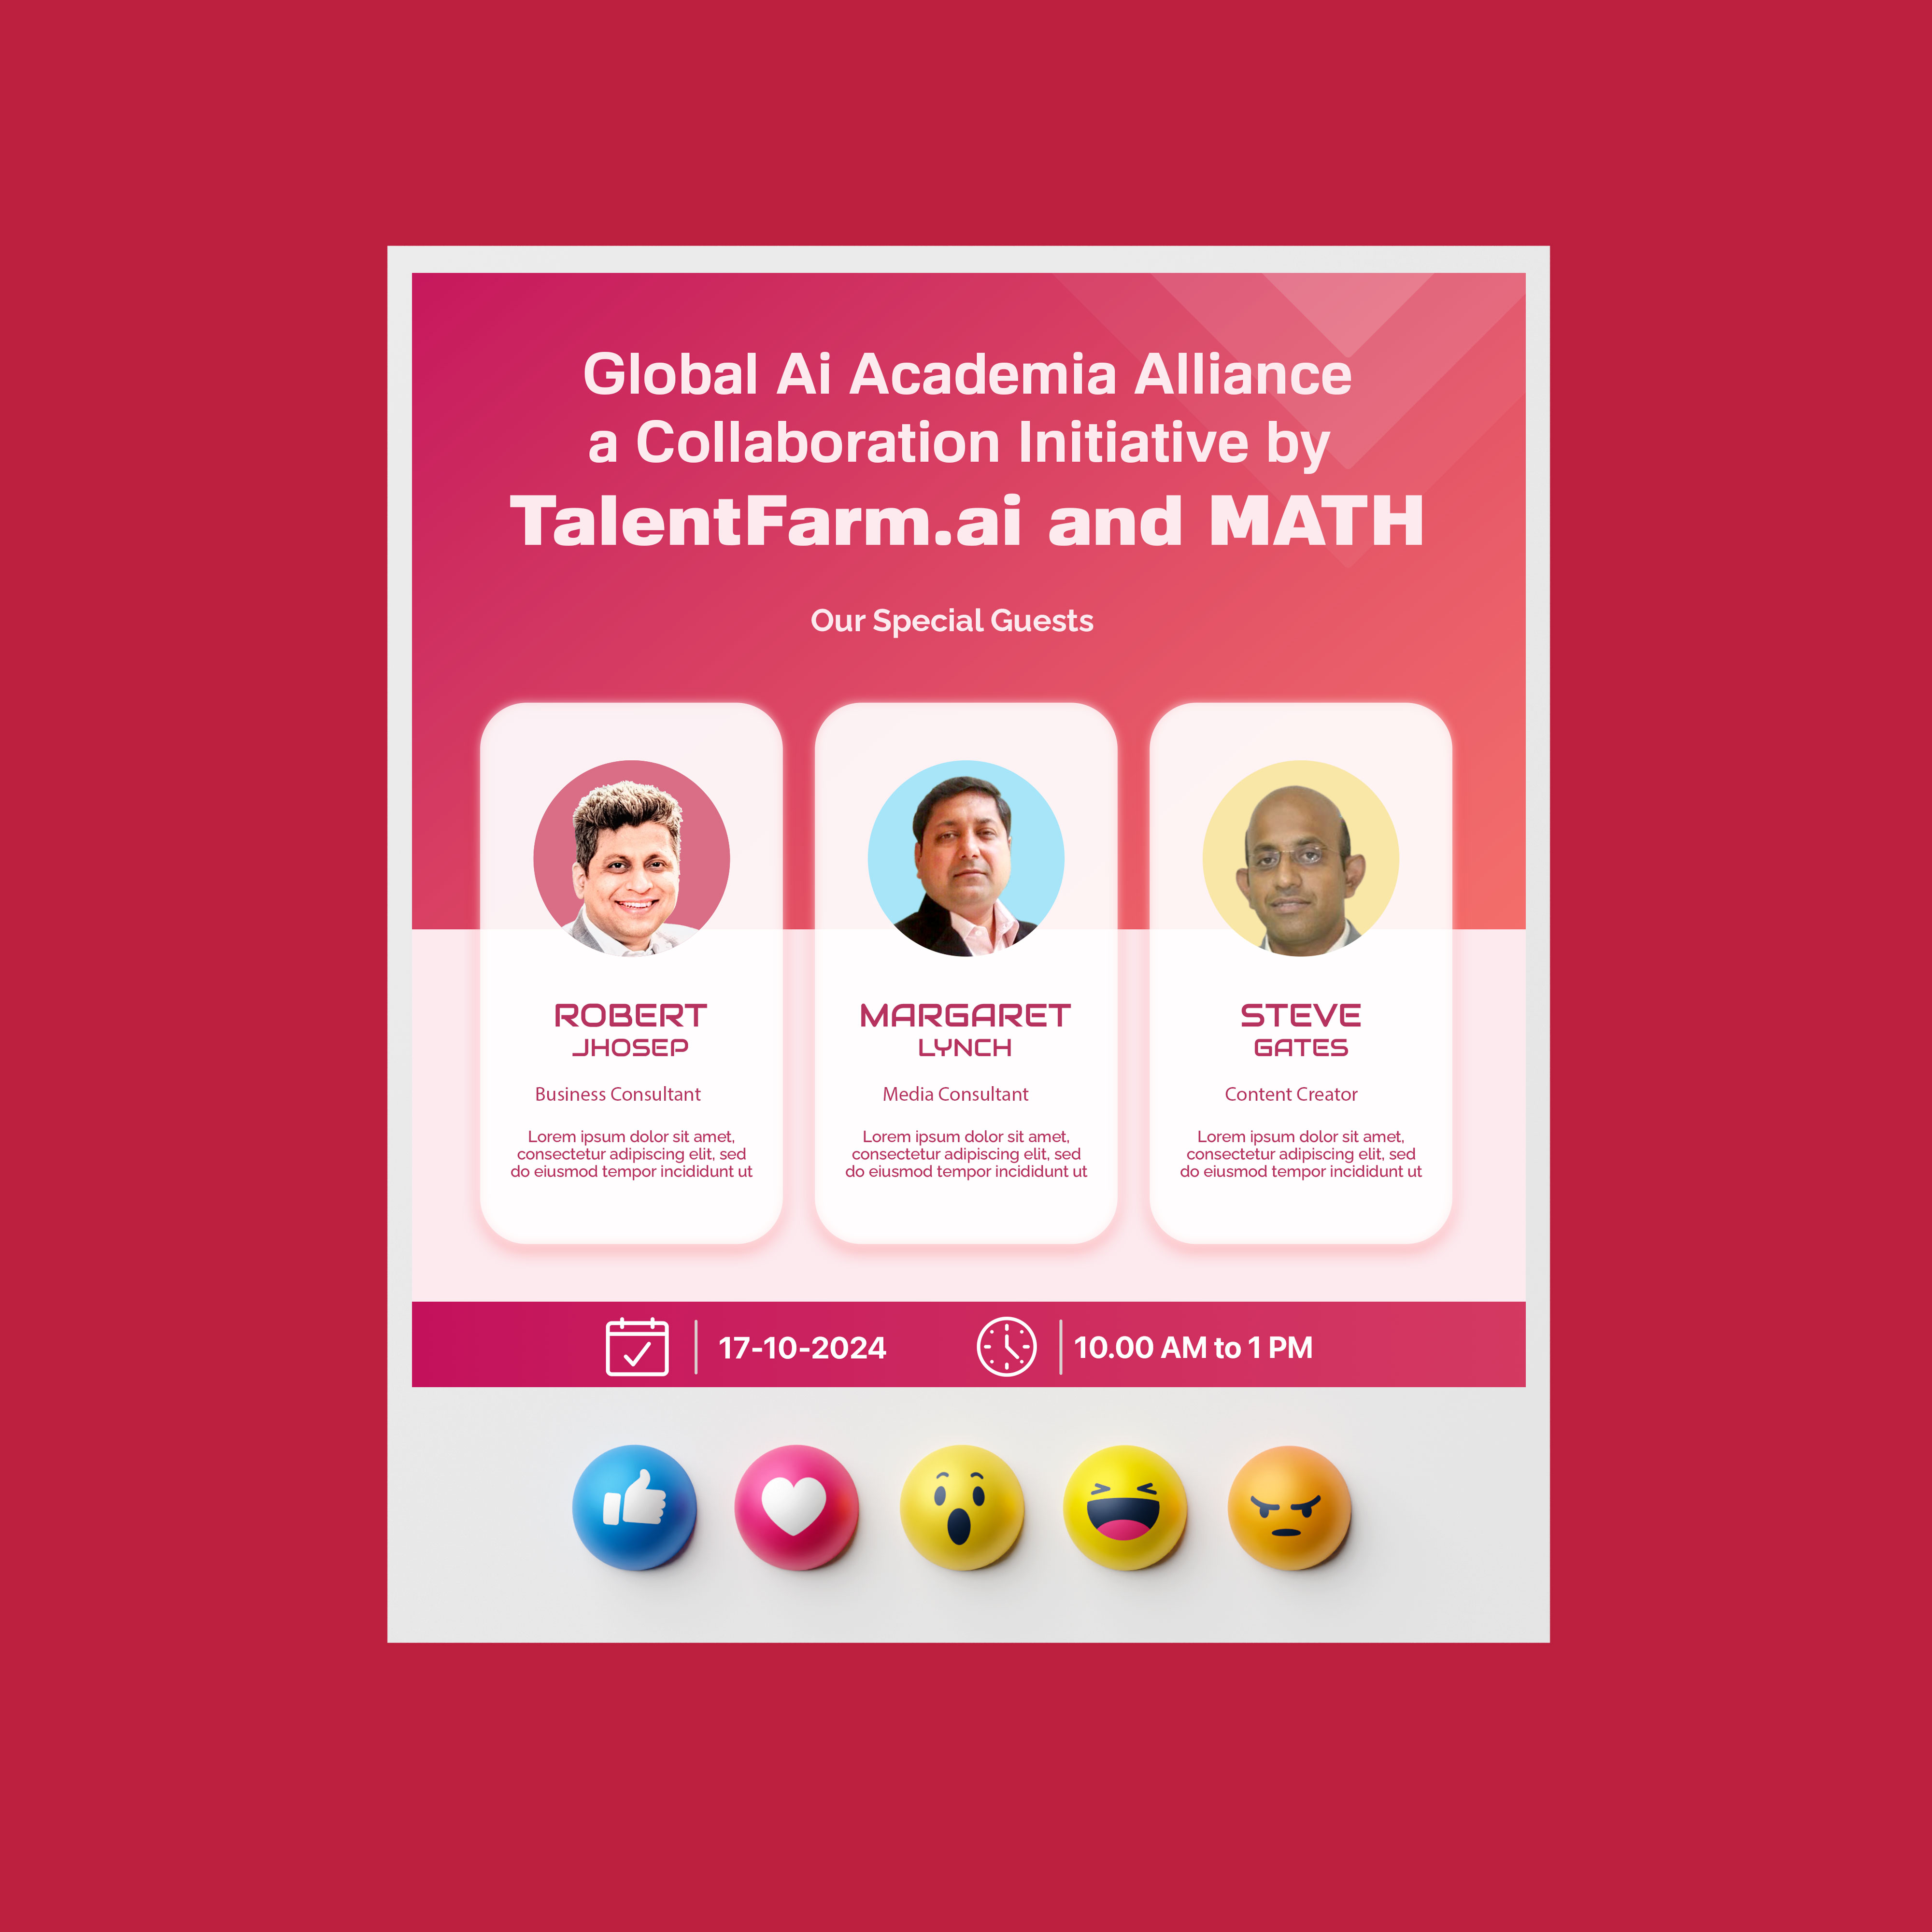 Global Ai Academia Alliance
a Collaboration Initiative by
TalentFarm.ai and MATH
Our Special Guests
ROBERT
JHOSEP
Business Consultant
Lorem ipsum dolor sit amet,
consectetur adipiscing elit, sed
do eiusmod tempor incididunt ut
MARGARET
LYNCH
Media Consultant
Lorem ipsum dolor sit amet,
consectetur adipiscing elit, sed
do eiusmod tempor incididunt ut
STEVE
GATES
Content Creator
Lorem ipsum dolor sit amet,
consectetur adipiscing elit, sed
do eiusmod tempor incididunt ut
17-10-2024
10.00 AM to 1 PM